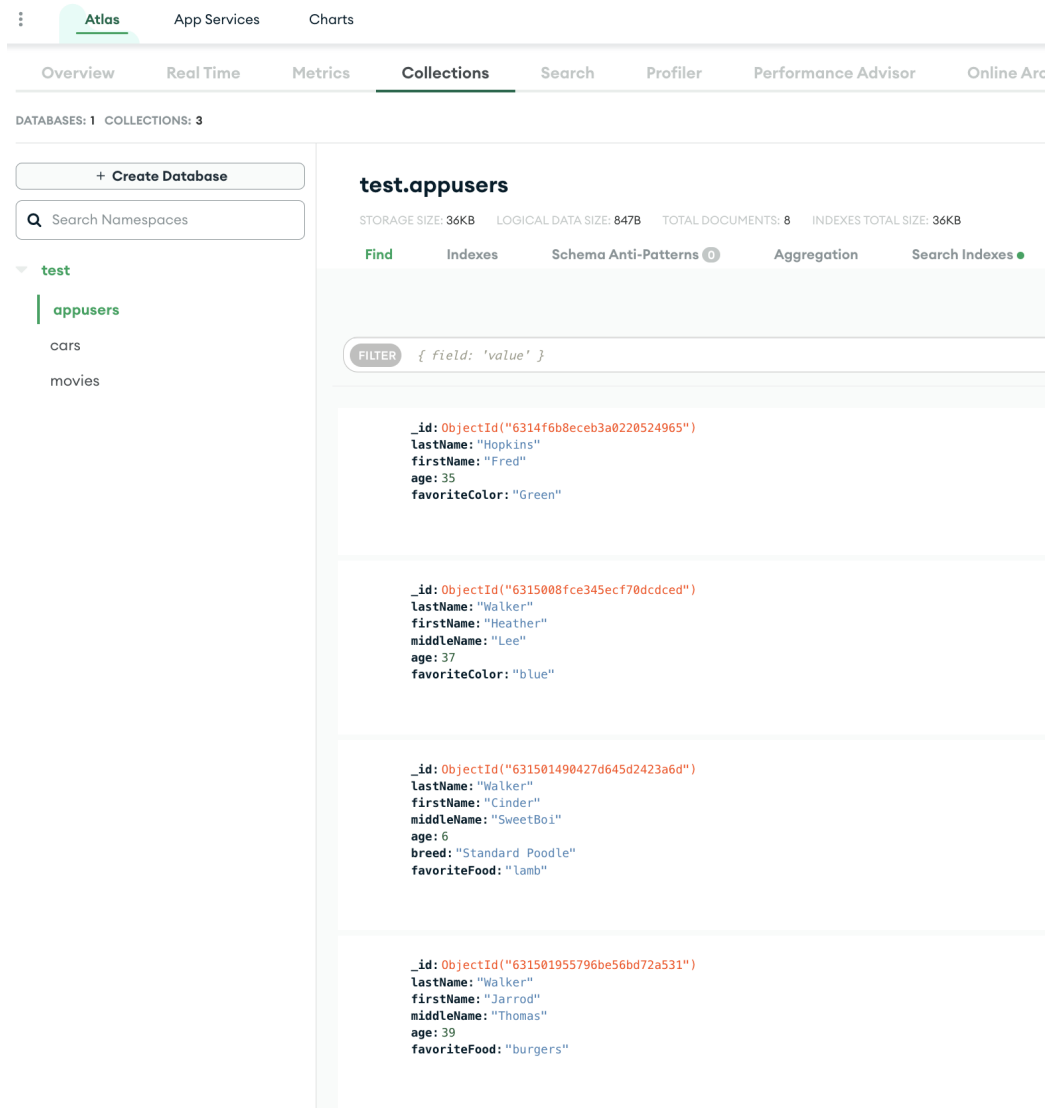 Atlas App Services Charts
Overview Real Time Metrics Collections Search Profiler Performance Advisor Online Arc
DATABASES: 1 COLLECTIONS: 3
+ Create Database
Search Namespaces
test
appusers
cars
movies
test.appusers
STORAGE SIZE: 36KB LOGICAL DATA SIZE: 847B TOTAL DOCUMENTS: 8 INDEXES TOTAL SIZE: 36KB
Find Indexes Schema Anti-Patterns 0 Aggregation Search Indexes
FILTER { field: 'value' }
_id: ObjectId("6314f6b8eceb3a0220524965")
lastName: "Hopkins"
firstName: "Fred"
age: 35
favoriteColor: "Green"
_id: ObjectId("6315008fce345ecf70dcdced")
lastName: "Walker"
firstName: "Heather"
middleName: "Lee"
age: 37
favoriteColor: "blue"
_id: ObjectId("631501490427d645d2423a6d")
lastName: "Walker"
firstName: "Cinder"
middleName: "SweetBoi"
age: 6
breed: "Standard Poodle"
favoriteFood: "lamb"
_id: ObjectId("631501955796be56bd72a531")
lastName: "Walker"
firstName: "Jarrod"
middleName: "Thomas"
age: 39
favoriteFood: "burgers"